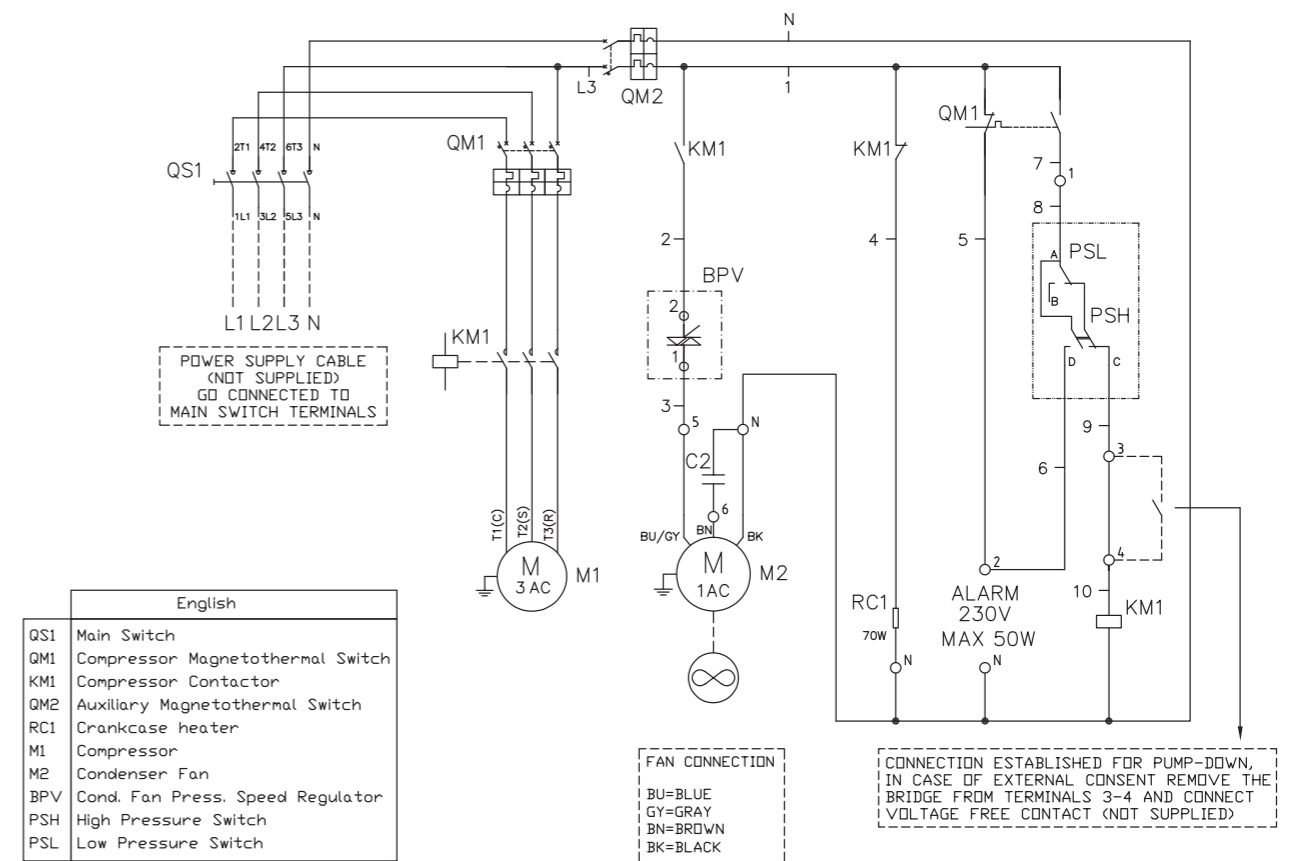 N
L3
QM2
1
2T1 4T2 6T3 N
QS1
1L1 3L2 5L3 N
L1 L2 L3 N
POWER SUPPLY CABLE
(NOT SUPPLIED)
GO CONNECTED TO
MAIN SWITCH TERMINALS
QM1
KM1
T1(C) T2(S) T3(R)
M
3 AC
M1
KM1
2
BPV
2
1
3
5
N
C2
6
BU/GY
BN
BK
M
1AC
M2
KM1
4
RC1
70W
N
QM1
5
2
ALARM
230V
MAX 50W
N
7
1
8
A
PSL
B
PSH
D
C
9
6
3
4
10
KM1
English
QS1 Main Switch
QM1 Compressor Magnetothermal Switch
KM1 Compressor Contactor
QM2 Auxiliary Magnetothermal Switch
RC1 Crankcase heater
M1 Compressor
M2 Condenser Fan
BPV Cond. Fan Press. Speed Regulator
PSH High Pressure Switch
PSL Low Pressure Switch
FAN CONNECTION
BU=BLUE
GY=GRAY
BN=BROWN
BK=BLACK
CONNECTION ESTABLISHED FOR PUMP-DOWN,
IN CASE OF EXTERNAL CONSENT REMOVE THE
BRIDGE FROM TERMINALS 3-4 AND CONNECT
VOLTAGE FREE CONTACT (NOT SUPPLIED)